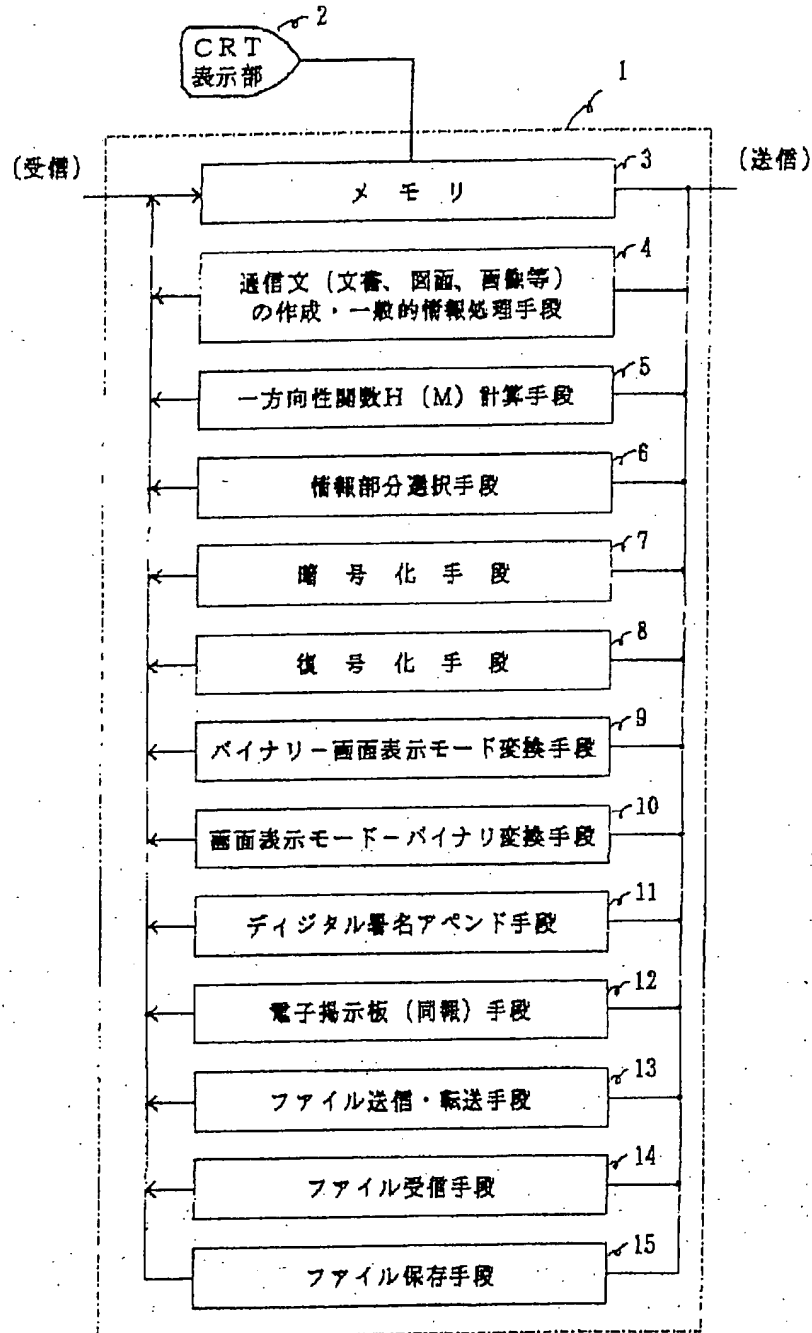 2
CRT
表示部
1
(受信)
(送信)
3
メモリ
4
通信文(文書、図面、画像等)
の作成・一般的情報処理手段
5
一方向性関数H(M)計算手段
6
情報部分選択手段
7
暗号化手段
8
復号化手段
9
バイナリー画面表示モード変換手段
10
画面表示モードーバイナリ変換手段
11
ディジタル署名アペンド手段
12
電子掲示板(同報)手段
13
ファイル送信・転送手段
14
ファイル受信手段
15
ファイル保存手段